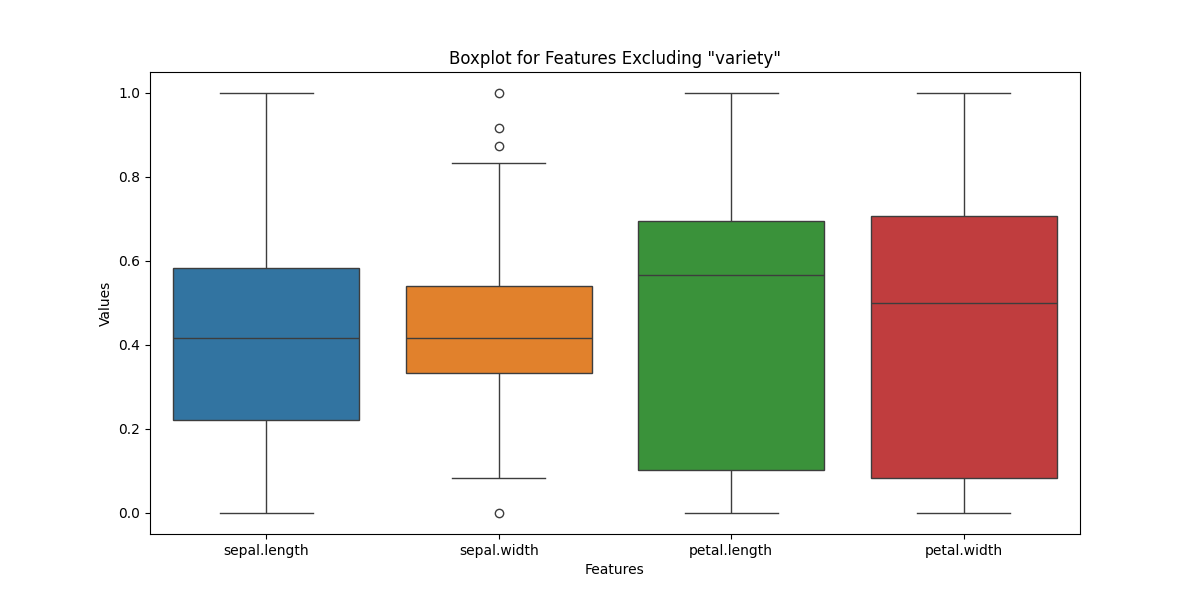 Boxplot for Features Excluding "variety"
Values
1.0
0.8
0.6
0.4
0.2
0.0
sepal.length sepal.width petal.length petal.width
Features